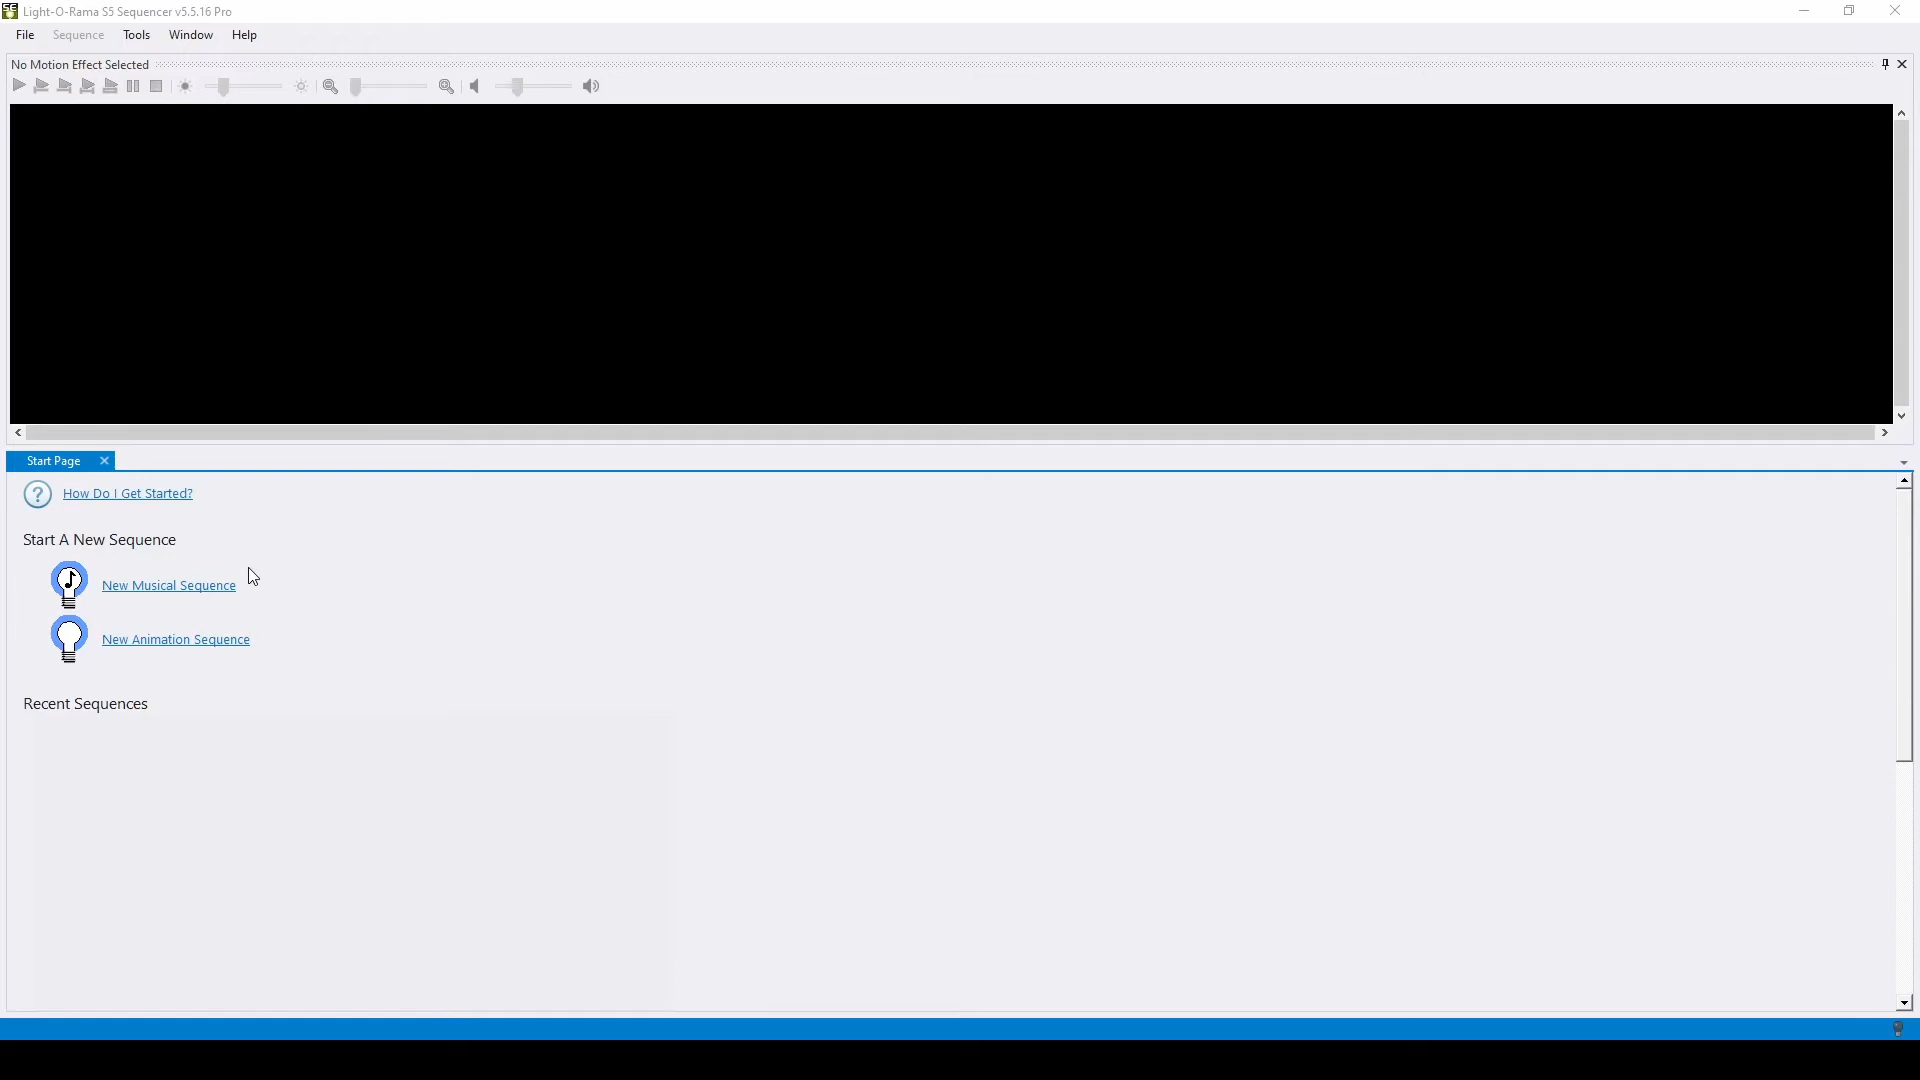 Light-O-Rama S5 Sequencer v5.5.16 Pro
File Sequence Tools Window Help
No Motion Effect Selected
Start Page
How Do I Get Started?
Start A New Sequence
New Musical Sequence
New Animation Sequence
Recent Sequences